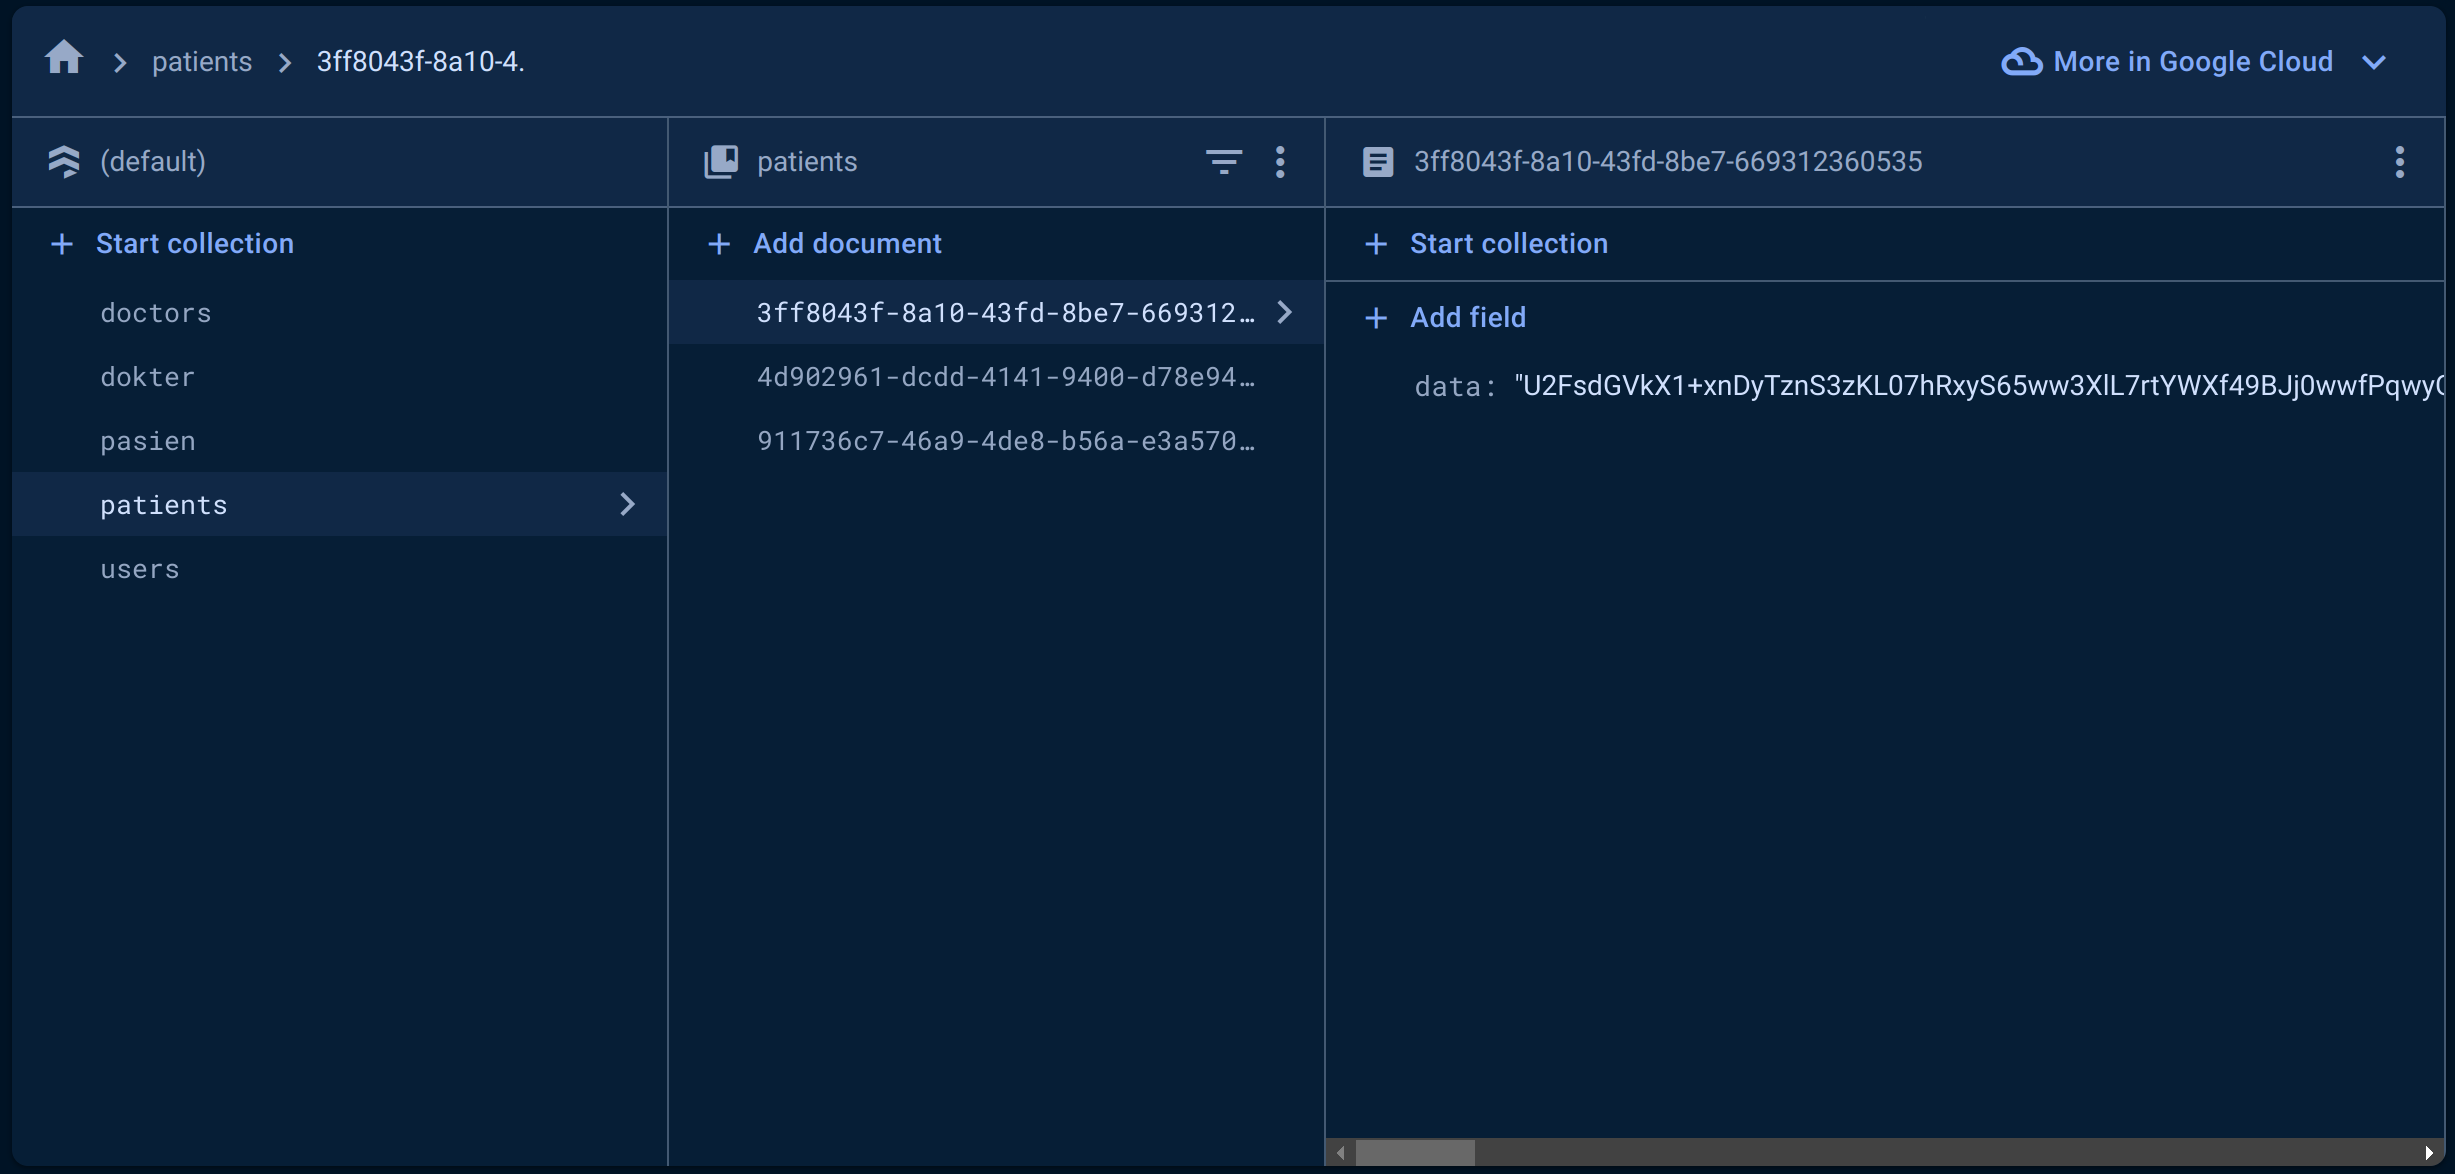 patients
3ff8043f-8a10-4.
More in Google Cloud
(default)
Start collection
doctors
dokter
pasien
patients
users
patients
Add document
3ff8043f-8a10-43fd-8be7-669312…
4d902961-dcdd-4141-9400-d78e94…
911736c7-46a9-4de8-b56a-e3a570…
3ff8043f-8a10-43fd-8be7-669312360535
Start collection
Add field
data: "U2FsdGVkX1+xnDyTznS3zKL07hRxyS65ww3XlL7rtYWXf49BJj0wwfPqwy